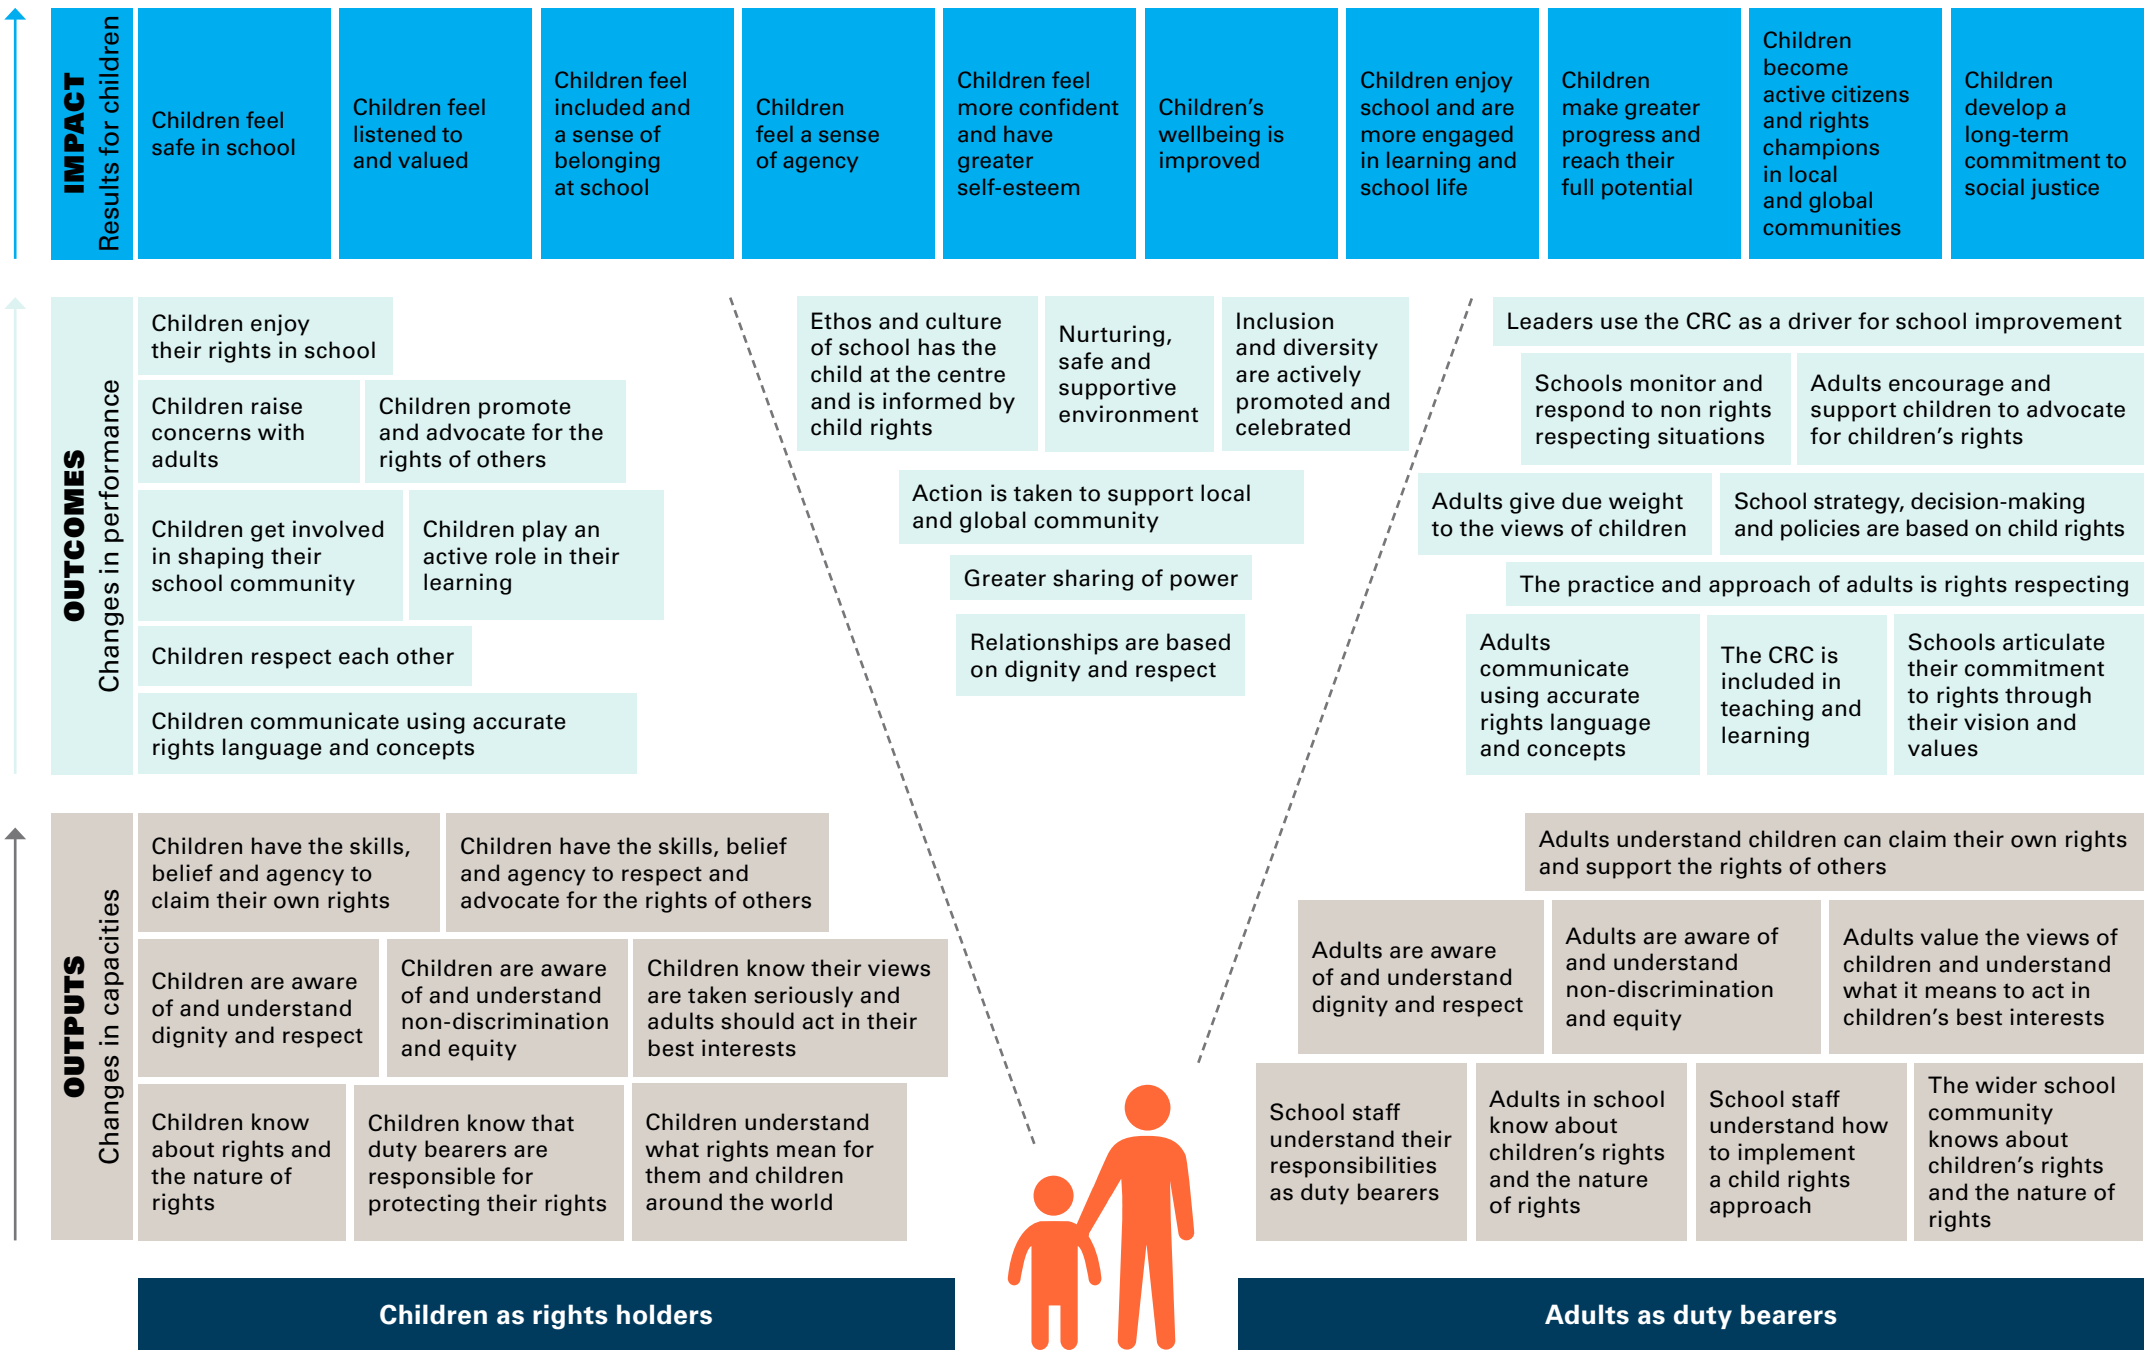 IMPACT
Results for children
Children feel
safe in school
Children feel
listened to
and valued
Children feel
included and
a sense of
belonging
at school
Children
feel a sense
of agency
Children feel
more confident
and have
greater
self-esteem
Children’s
wellbeing is
improved
Children enjoy
school and are
more engaged
in learning and
school life
Children
make greater
progress and
reach their
full potential
Children
become
active citizens
and rights
champions
in local
and global
communities
Children
develop a
long-term
commitment to
social justice
OUTCOMES
Changes in performance
Children enjoy
their rights in school
Children raise
concerns with
adults
Children promote
and advocate for the
rights of others
Children get involved
in shaping their
school community
Children play an
active role in their
learning
Children respect each other
Children communicate using accurate
rights language and concepts
Ethos and culture
of school has the
child at the centre
and is informed by
child rights
Nurturing,
safe and
supportive
environment
Inclusion
and diversity
are actively
promoted and
celebrated
Action is taken to support local
and global community
Greater sharing of power
Relationships are based
on dignity and respect
Leaders use the CRC as a driver for school improvement
Schools monitor and
respond to non rights
respecting situations
Adults encourage and
support children to advocate
for children’s rights
Adults give due weight
to the views of children
School strategy, decision-making
and policies are based on child rights
The practice and approach of adults is rights respecting
Adults
communicate
using accurate
rights language
and concepts
The CRC is
included in
teaching and
learning
Schools articulate
their commitment
to rights through
their vision and
values
OUTPUTS
Changes in capacities
Children have the skills,
belief and agency to
claim their own rights
Children have the skills, belief
and agency to respect and
advocate for the rights of others
Children are aware
of and understand
dignity and respect
Children are aware
of and understand
non-discrimination
and equity
Children know their views
are taken seriously and
adults should act in their
best interests
Children know
about rights and
the nature of
rights
Children know that
duty bearers are
responsible for
protecting their rights
Children understand
what rights mean for
them and children
around the world
Adults understand children can claim their own rights
and support the rights of others
Adults are aware
of and understand
dignity and respect
Adults are aware of
and understand
non-discrimination
and equity
Adults value the views of
children and understand
what it means to act in
children’s best interests
School staff
understand their
responsibilities
as duty bearers
Adults in school
know about
children’s rights
and the nature
of rights
School staff
understand how
to implement
a child rights
approach
The wider school
community
knows about
children’s rights
and the nature of
rights
Children as rights holders
Adults as duty bearers